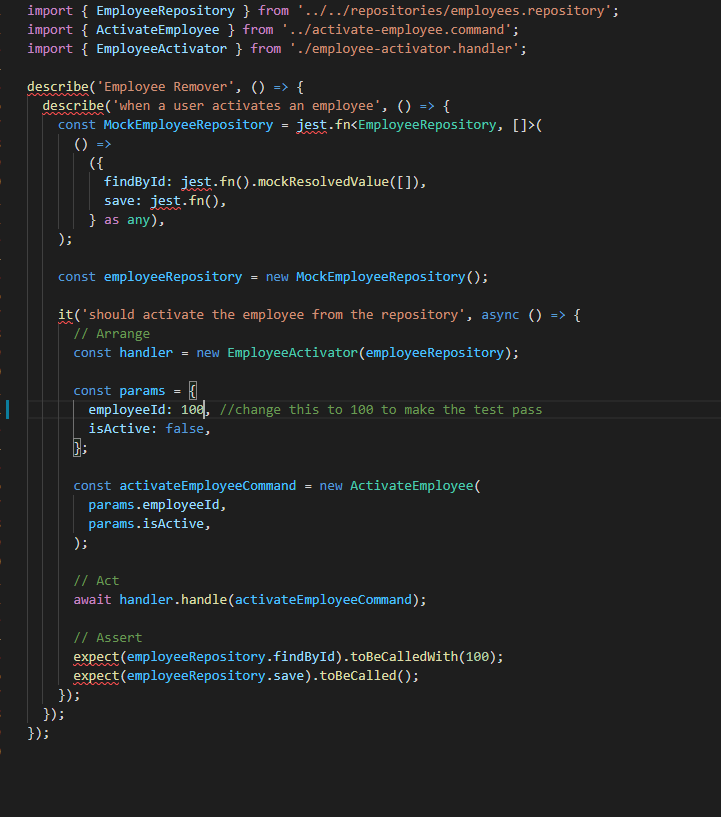 import { EmployeeRepository } from '../../repositories/employees.repository';
import { ActivateEmployee } from '../activate-employee.command';
import { EmployeeActivator } from './employee-activator.handler';
describe('Employee Remover', () => {
describe('when a user activates an employee', () => {
const MockEmployeeRepository = jest.fn<EmployeeRepository, []>(
() =>
({
findById: jest.fn().mockResolvedValue([]),
save: jest.fn(),
} as any),
);
const employeeRepository = new MockEmployeeRepository();
it('should activate the employee from the repository', async () => {
// Arrange
const handler = new EmployeeActivator(employeeRepository);
const params = {
employeeId: 100, //change this to 100 to make the test pass
isActive: false,
};
const activateEmployeeCommand = new ActivateEmployee(
params.employeeId,
params.isActive,
);
// Act
await handler.handle(activateEmployeeCommand);
// Assert
expect(employeeRepository.findById).toBeCalledWith(100);
expect(employeeRepository.save).toBeCalled();
});
});
});